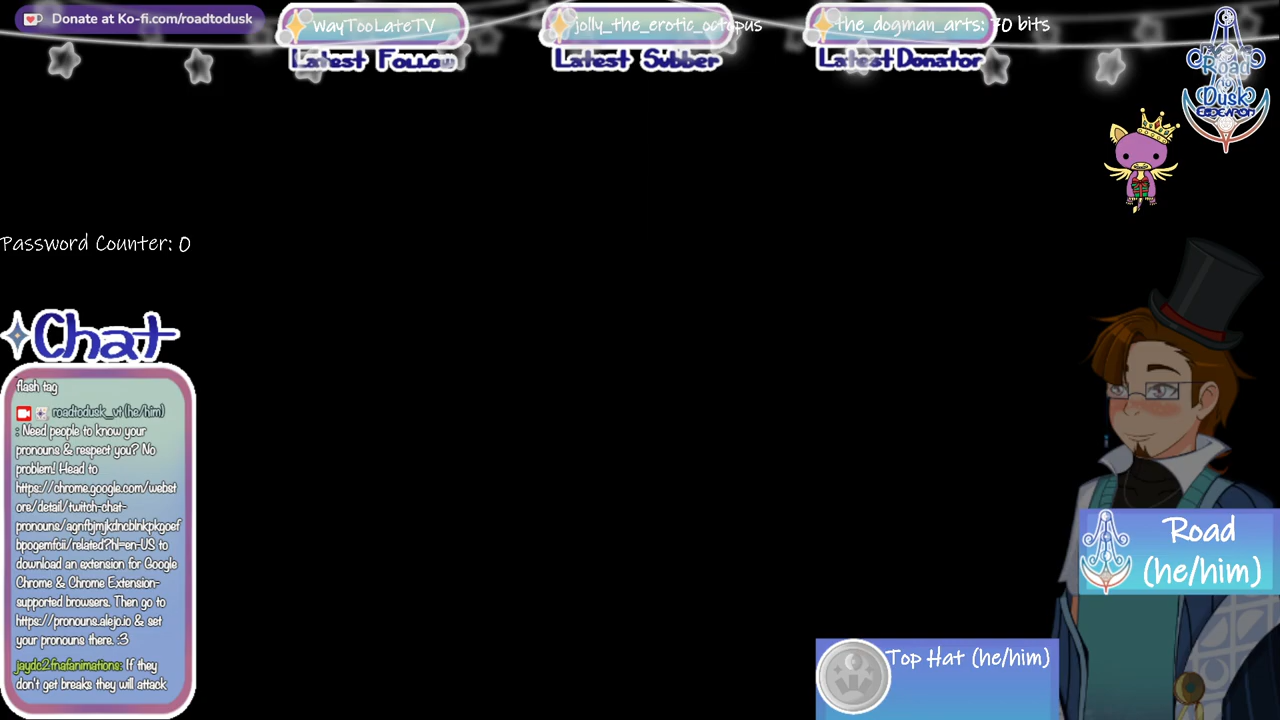 Donate at Ko-fi.com/roadtodusk
wayTooLateTV
Latest Follow
jolly_the_erotic_octopus
Latest Subber
the_dogman_arts: 70 bits
Latest Donator
Road
to
Dusk
Password Counter: 0
Chat
flash tag
roadtodusk_vt (he/him)
: Need people to know your
pronouns & respect you? No
problem! Head to
https://chrome.google.com/webst
ore/detail/twitch-chat-
pronouns/agnfbjmjkdncblnkpkgoef
bpogemfcii/related?hl=en-US to
download an extension for Google
Chrome & Chrome Extension-
supported browsers. Then go to
https://pronouns.alejo.io & set
your pronouns there. :3
jaydc2fnafanimations: If they
don't get breaks they will attack
Road
(he/him)
Top Hat (he/him)